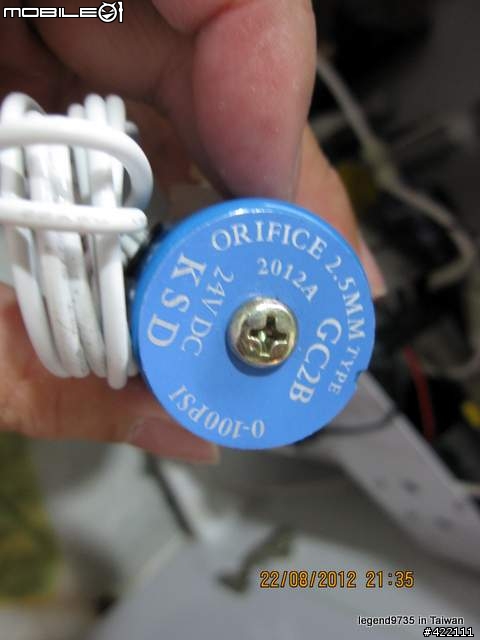 MOBILE01
ORIFICE 2.5MM TYPE
2012A
GC2B
24V DC
KSD
0-100PSI
22/08/2012 21:35
legend9735 in Taiwan
#422111